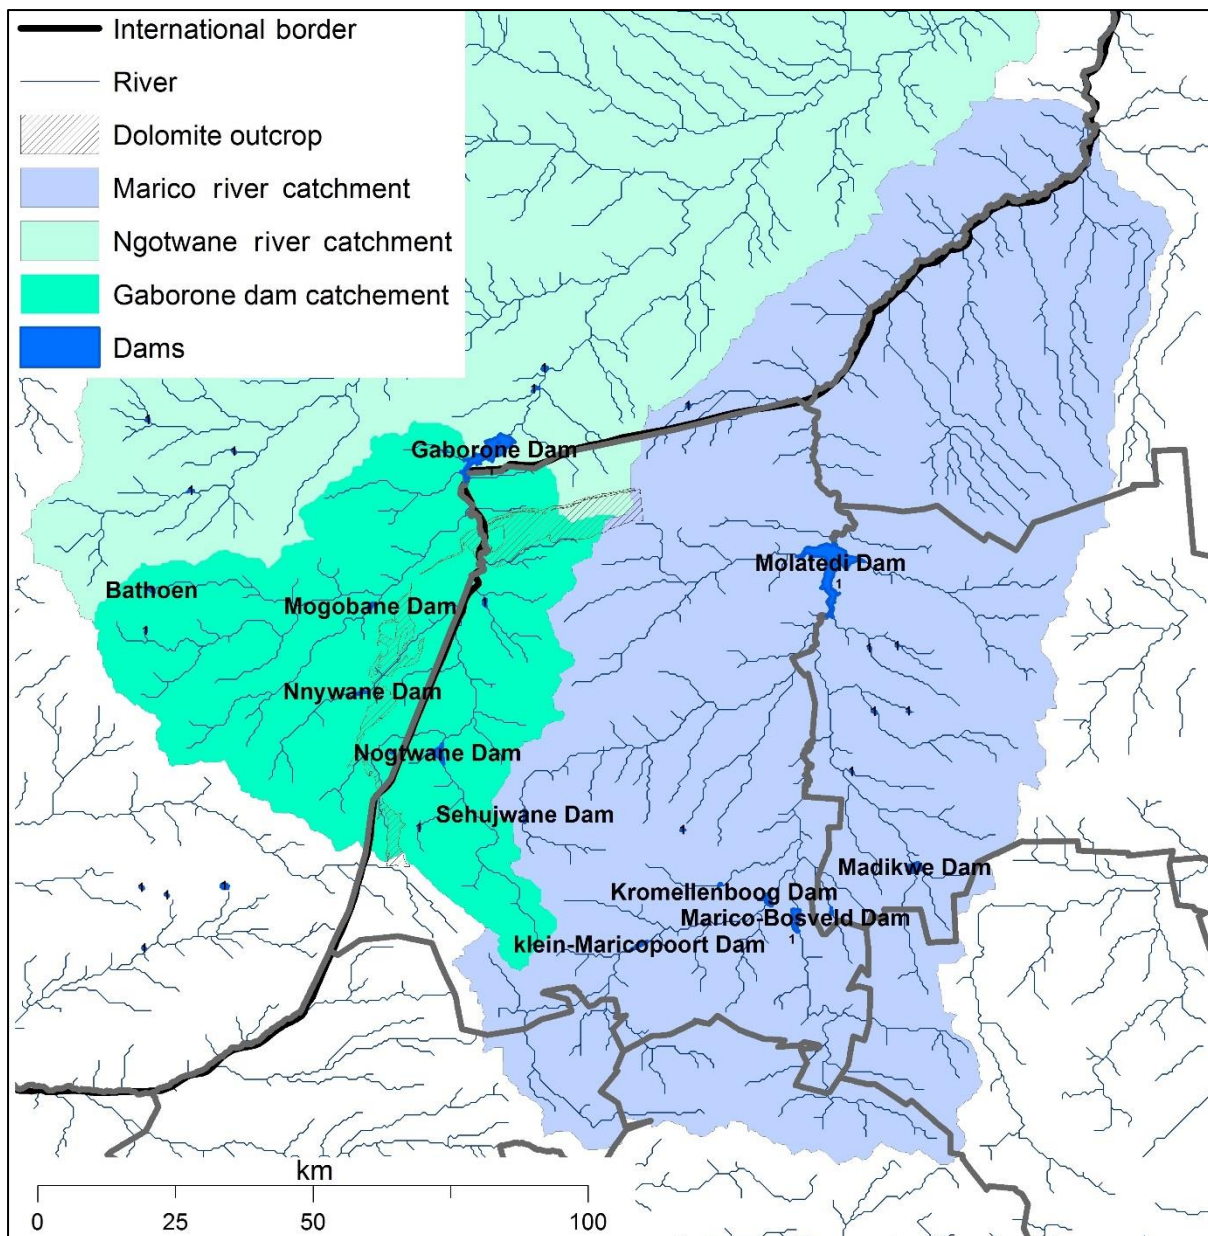 International border
River
Dolomite outcrop
Marico river catchment
Ngotwane river catchment
Gaborone dam catchement
Dams
Gaborone Dam
Molatedi Dam
1
Bathoen
Mogobane Dam
Nnywane Dam
Nogtwane Dam
Sehujwane Dam
Madikwe Dam
Kromellenboog Dam
Marico-Bosveld Dam
1
klein-Maricopoort Dam
km
0 25 50 100